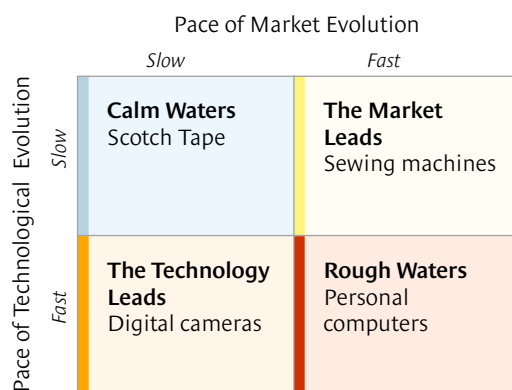 Pace of Market Evolution
Slow
Fast
Pace of Technological Evolution
Slow
Calm Waters
Scotch Tape
The Market
Leads
Sewing machines
Fast
The Technology
Leads
Digital cameras
Rough Waters
Personal
computers